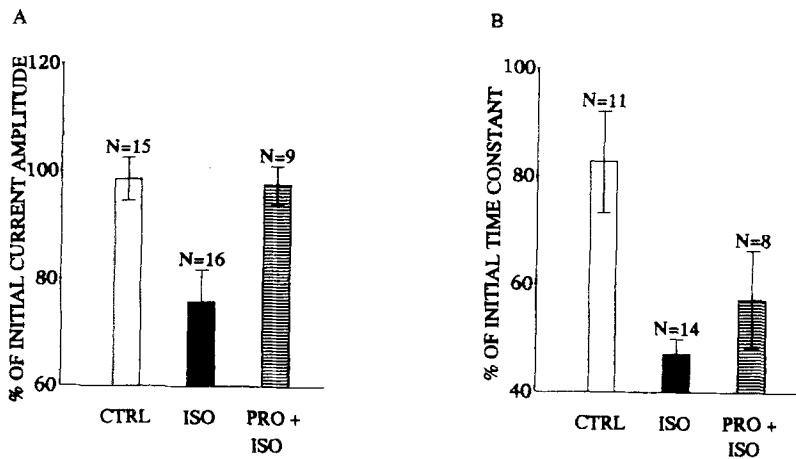 A
% OF INITIAL CURRENT AMPLITUDE
120
100
80
60
N=15
N=16
N=9
CTRL ISO PRO +
ISO
B
% OF INITIAL TIME CONSTANT
100
80
60
40
N=11
N=14
N=8
CTRL ISO PRO +
ISO